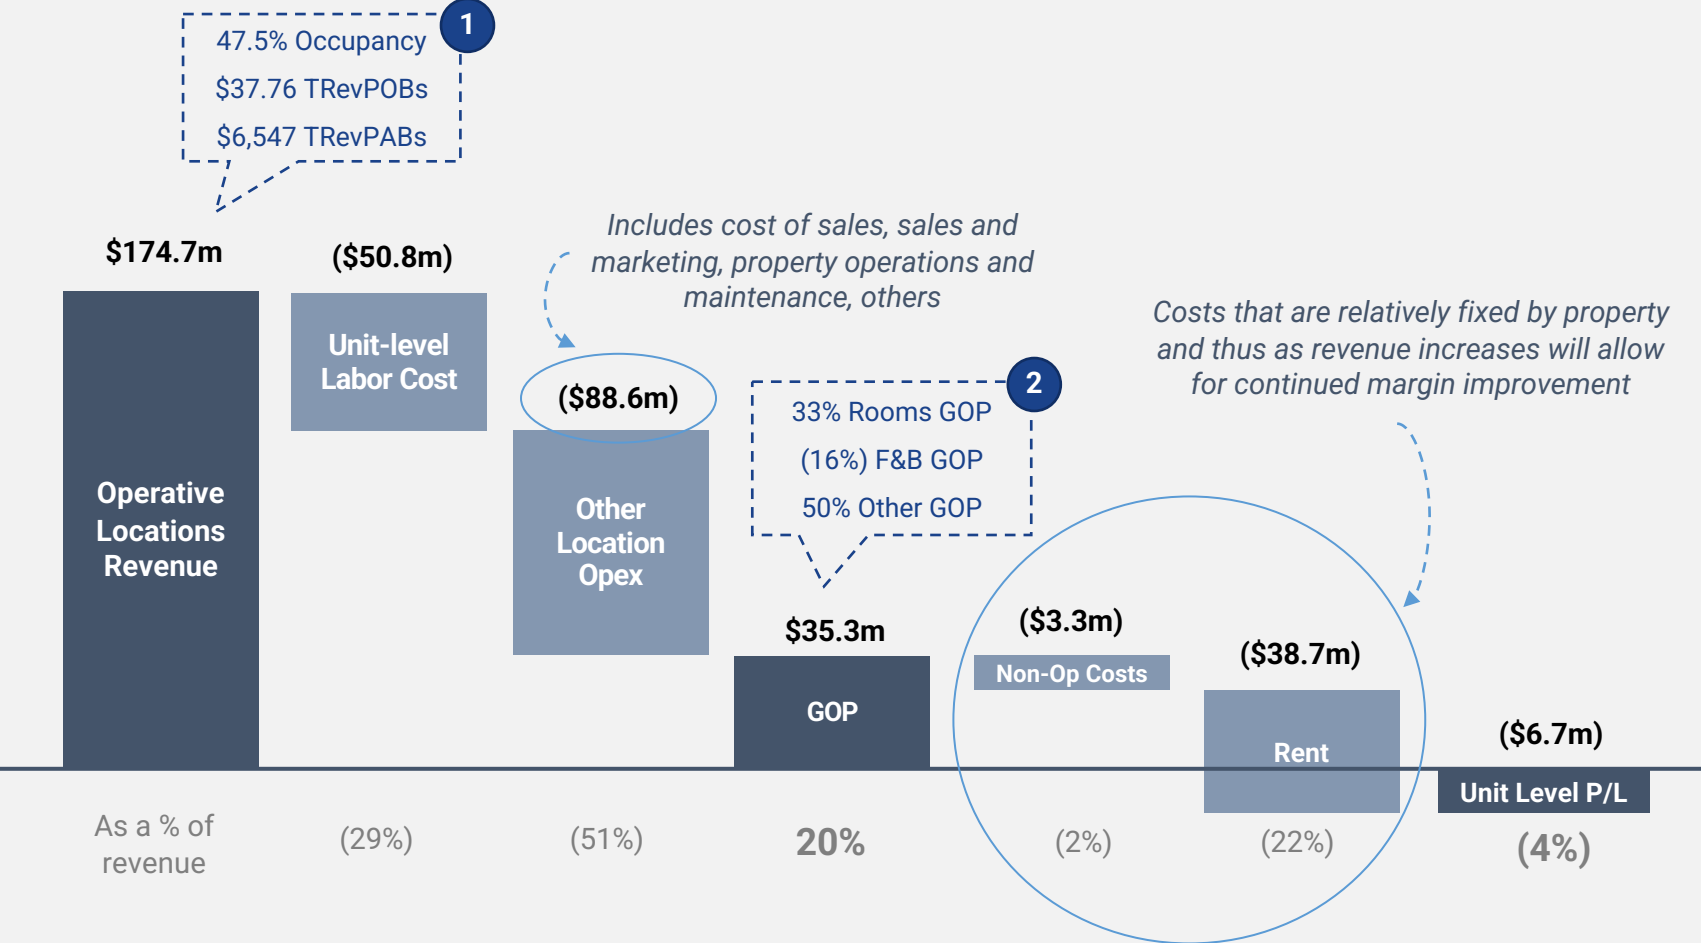 1
47.5% Occupancy
$37.76 TRevPOBs
$6,547 TRevPABs
$174.7m
($50.8m)
Includes cost of sales, sales and
marketing, property operations and
maintenance, others
Costs that are relatively fixed by property
and thus as revenue increases will allow
for continued margin improvement
Unit-level
Labor Cost
($88.6m)
2
33% Rooms GOP
(16%) F&B GOP
50% Other GOP
Operative
Locations
Revenue
Other
Location
Opex
$35.3m
($3.3m)
($38.7m)
Non-Op Costs
GOP
Rent
($6.7m)
Unit Level P/L
As a % of
revenue
(29%)
(51%)
20%
(2%)
(22%)
(4%)